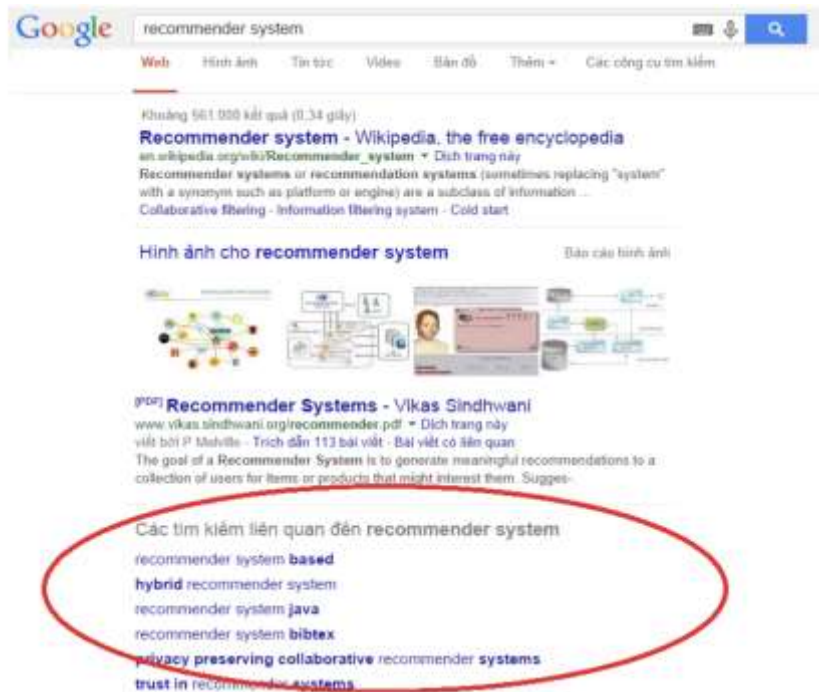 Google
recommender system
Web Hình ảnh Tin tức Video Bản đồ Thêm Các công cụ tìm kiếm
Khoảng 561.000 kết quả (0,34 giây)
Recommender system - Wikipedia, the free encyclopedia
en.wikipedia.org/wiki/Recommender_system Dịch trang này
Recommender systems or recommendation systems (sometimes replacing "system"
with a synonym such as platform or engine) are a subclass of information ...
Collaborative filtering - Information filtering system - Cold start
Hình ảnh cho recommender system Báo cáo hình ảnh
[PDF] Recommender Systems - Vikas Sindhwani
www.vikas.sindhwani.org/recommender.pdf Dịch trang này
viết bởi P Melville - Trích dẫn 113 bài viết - Bài viết có liên quan
The goal of a Recommender System is to generate meaningful recommendations to a
collection of users for items or products that might interest them. Sugges-
Các tìm kiếm liên quan đến recommender system
recommender system based
hybrid recommender system
recommender system java
recommender system bibtex
privacy preserving collaborative recommender systems
trust in recommender systems